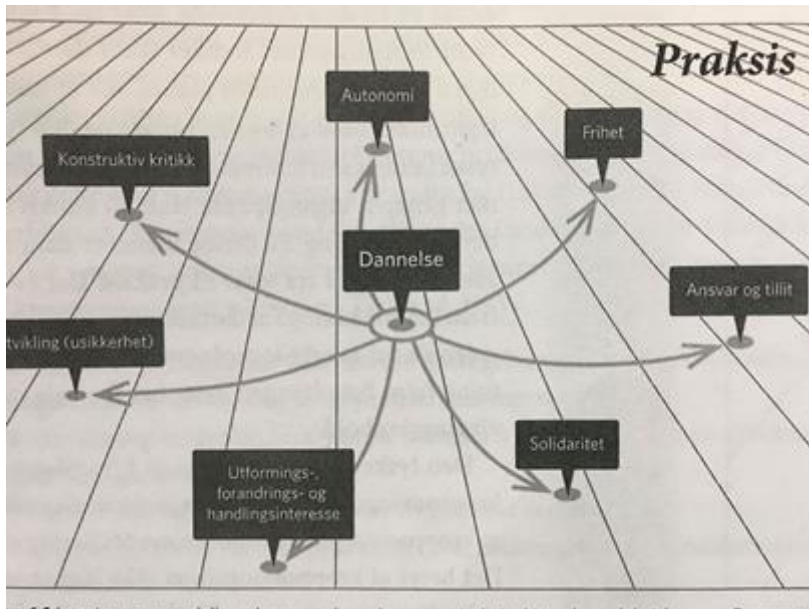 Praksis
Autonomi
Frihet
Konstruktiv kritikk
Dannelse
Ansvar og tillit
tvikling (usikkerhet)
Solidaritet
Utformings-,
forandrings- og
handlingsinteresse